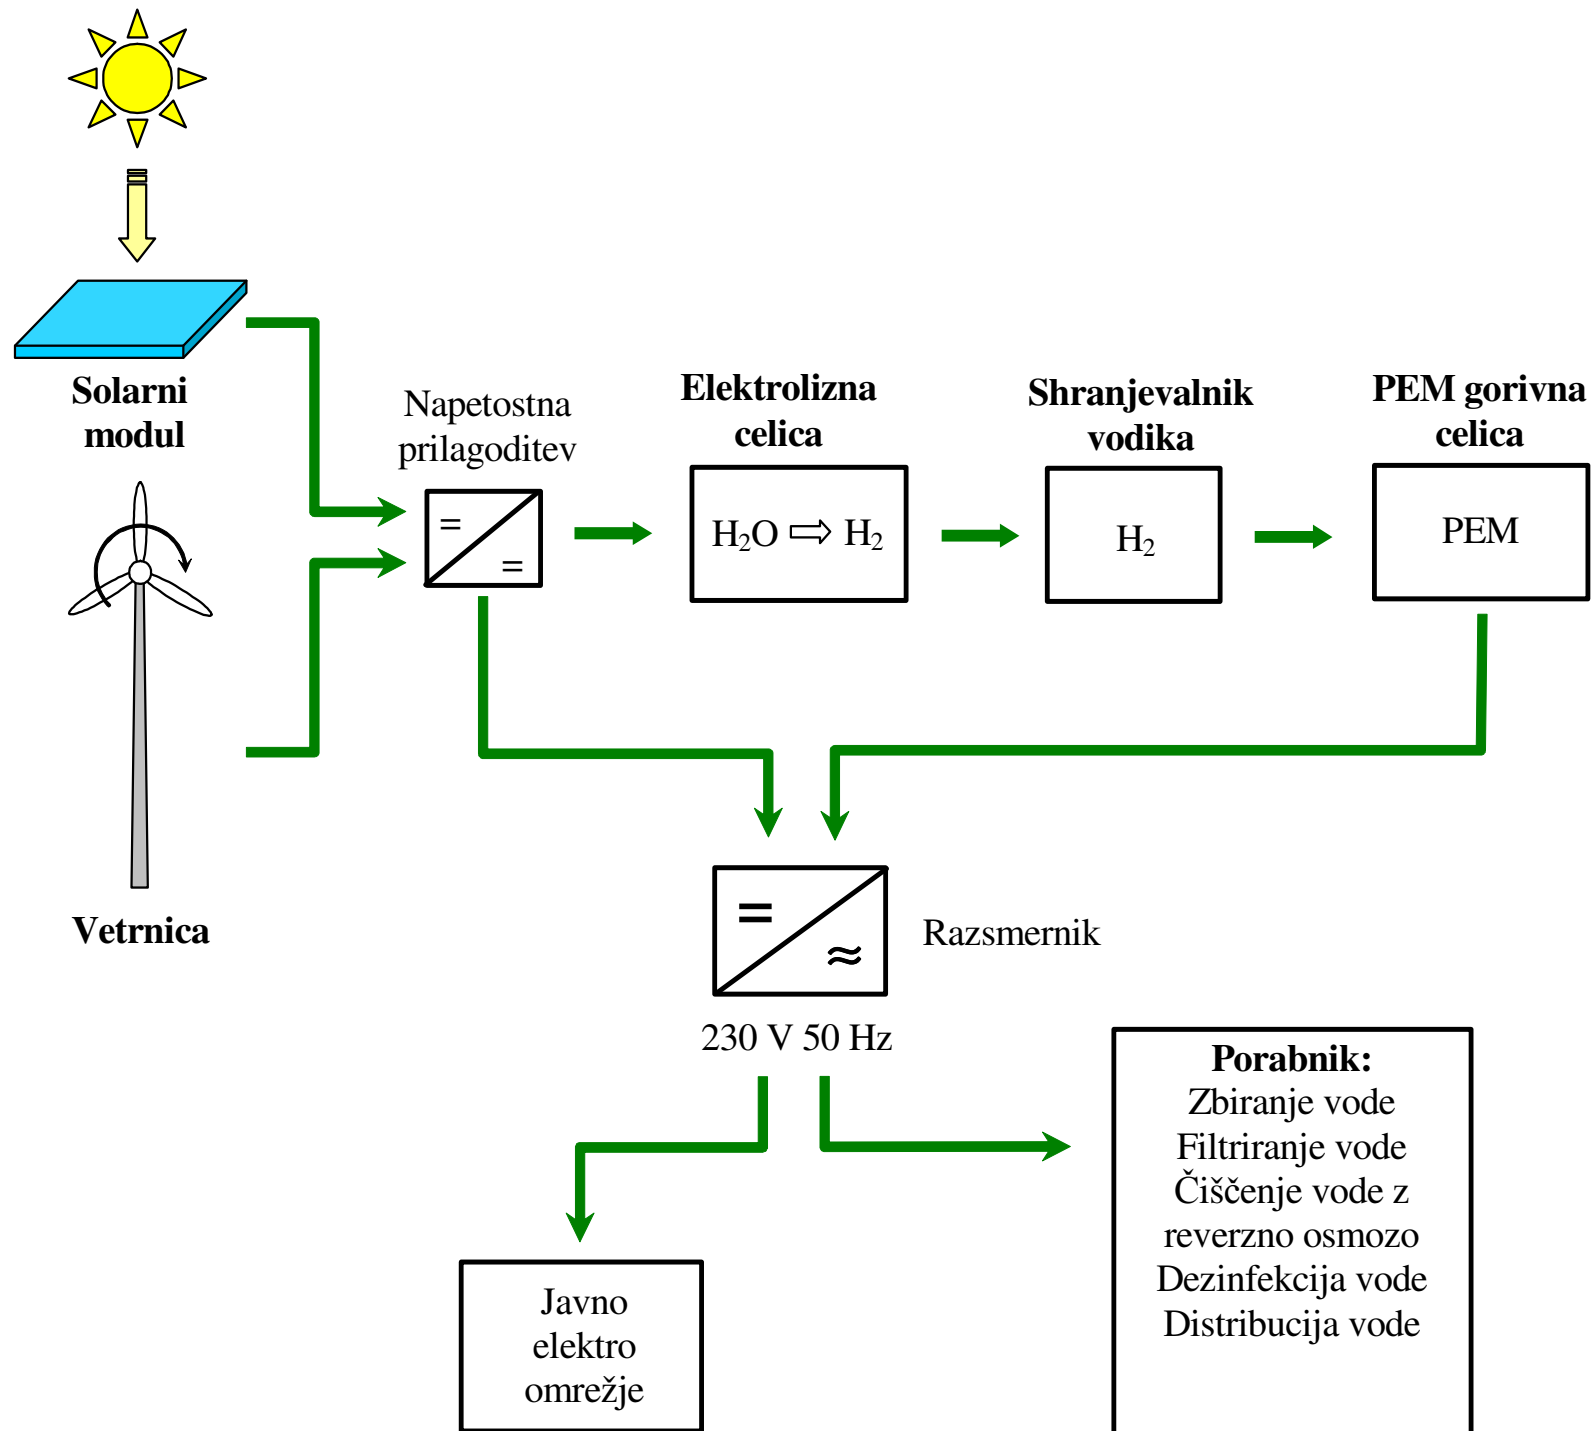 Solarni
modul
Napetostna
prilagoditev
=
=
Elektrolizna
celica
H₂O ⇨ H₂
Shranjevalnik
vodika
H₂
PEM gorivna
celica
PEM
Vetrnica
=
≈
Razsmernik
230 V 50 Hz
Porabnik:
Zbiranje vode
Filtriranje vode
Čiščenje vode z
reverzno osmozo
Dezinfekcija vode
Distribucija vode
Javno
elektro
omrežje